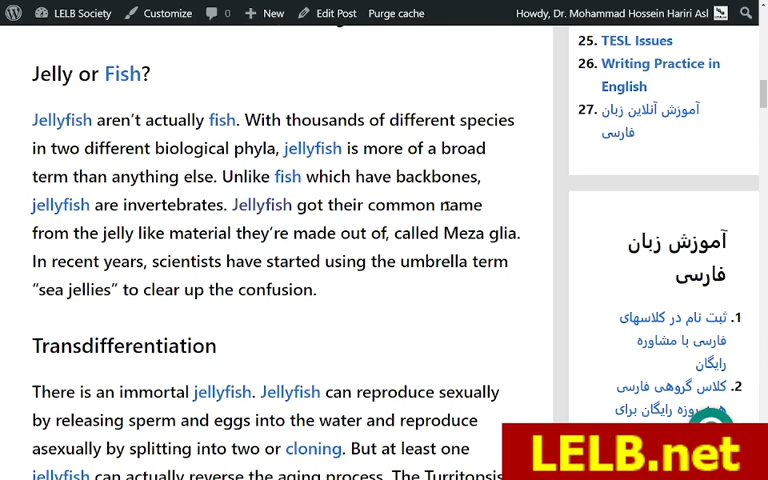 LELB Society Customize 0 New Edit Post Purge cache Howdy, Dr. Mohammad Hossein Hariri Asl
Jelly or Fish?
Jellyfish aren't actually fish. With thousands of different species
in two different biological phyla, jellyfish is more of a broad
term than anything else. Unlike fish which have backbones,
jellyfish are invertebrates. Jellyfish got their common name
from the jelly like material they're made out of, called Meza glia.
In recent years, scientists have started using the umbrella term
"sea jellies" to clear up the confusion.
Transdifferentiation
There is an immortal jellyfish. Jellyfish can reproduce sexually
by releasing sperm and eggs into the water and reproduce
asexually by splitting into two or cloning. But at least one
jellyfish can actually reverse the aging process. The Turritopsis
25. TESL Issues
26. Writing Practice in
English
27. آموزش آنلاین زبان
فارسی
آموزش زبان
فارسی
1. ثبت نام در کلاسهای
فارسی با مشاوره
رایگان
2. کلاس گروهی فارسی
روزه رایگان برای
LELB.net